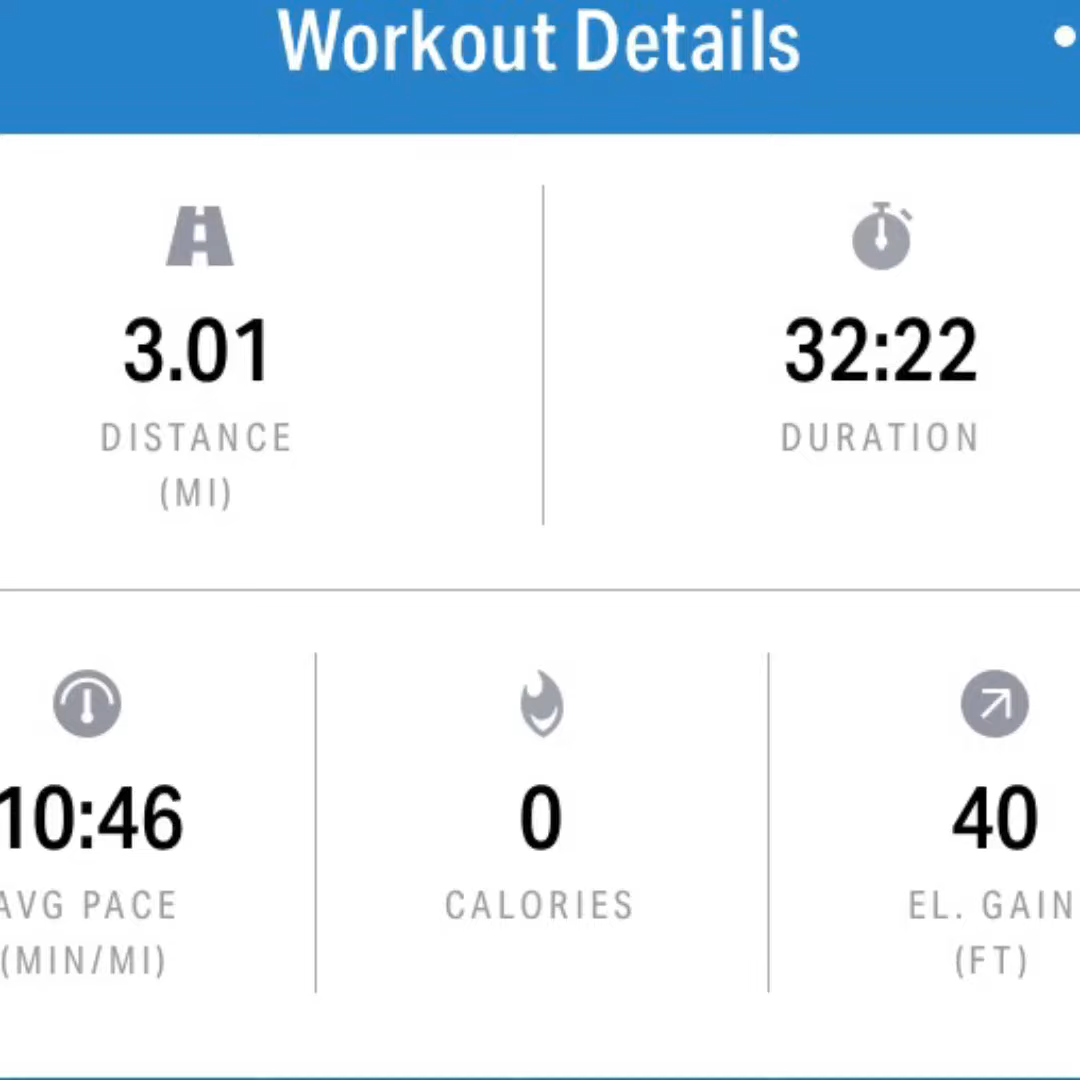 Workout Details
3.01
DISTANCE
(MI)
32:22
DURATION
10:46
AVG PACE
(MIN/MI)
0
CALORIES
40
EL. GAIN
(FT)